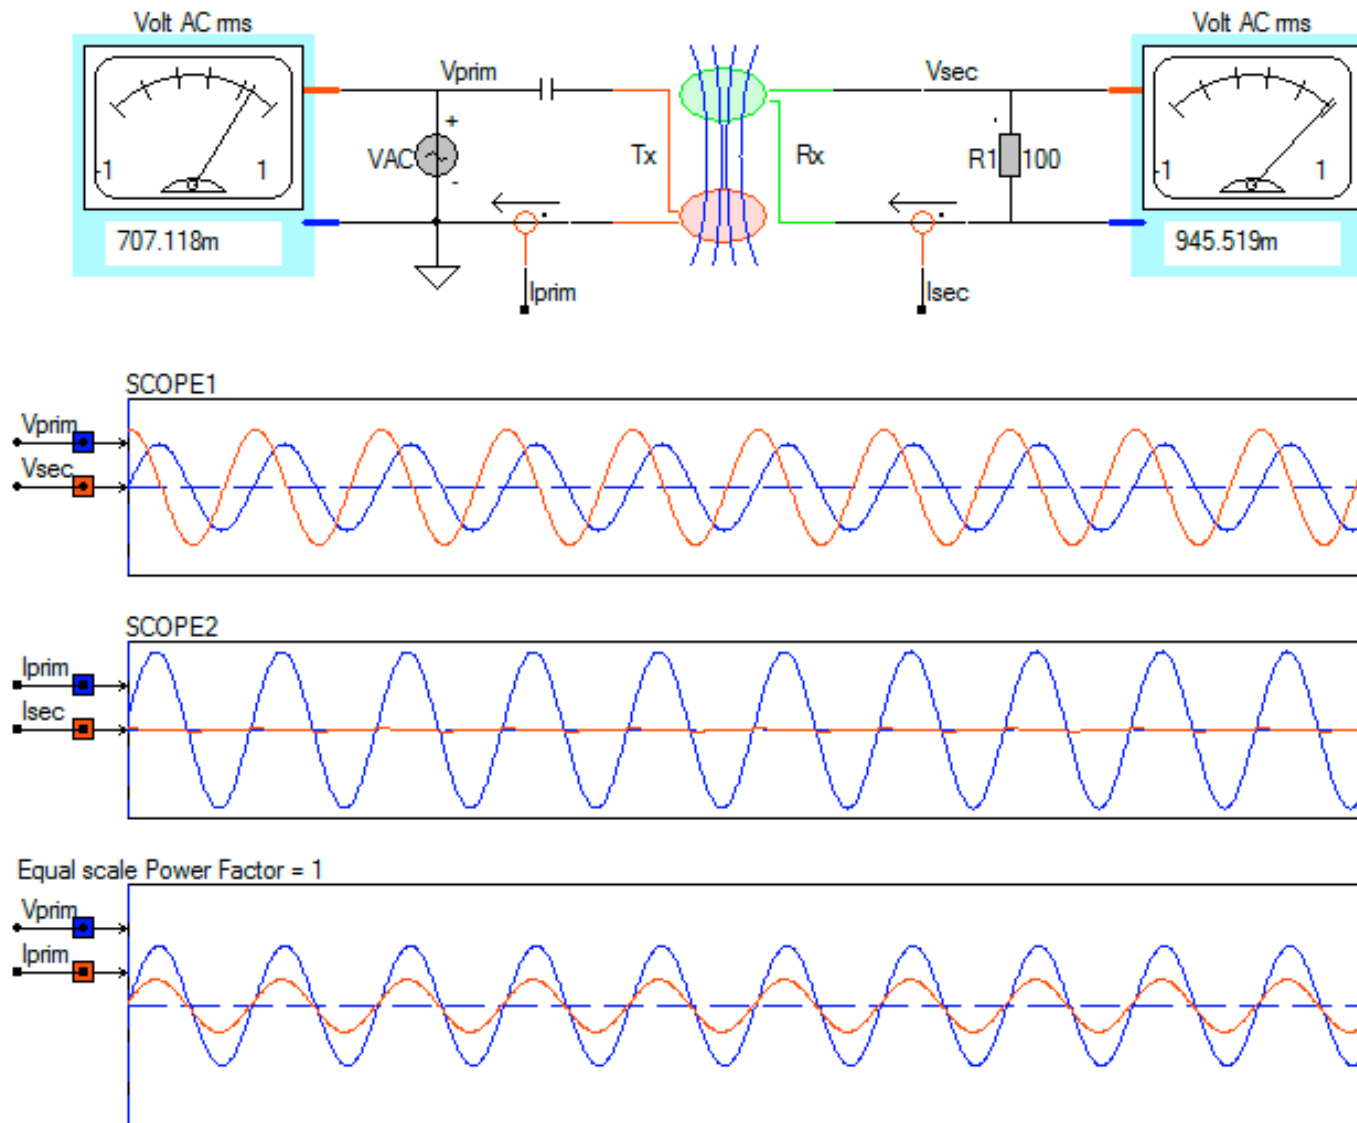 Volt AC rms
Volt AC rms
Vprim
Vsec
-1
1
VAC
+
-
Tx
Rx
R1
100
-1
1
707.118m
945.519m
Iprim
Isec
SCOPE1
Vprim
Vsec
SCOPE2
Iprim
Isec
Equal scale Power Factor = 1
Vprim
Iprim